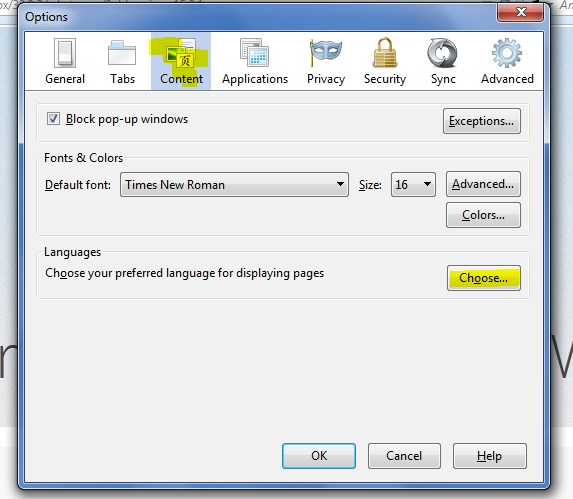 Options
General Tabs Content Applications Privacy Security Sync Advanced
Block pop-up windows Exceptions...
Fonts & Colors
Default font: Times New Roman Size: 16 Advanced...
Colors...
Languages
Choose your preferred language for displaying pages Choose...
OK Cancel Help